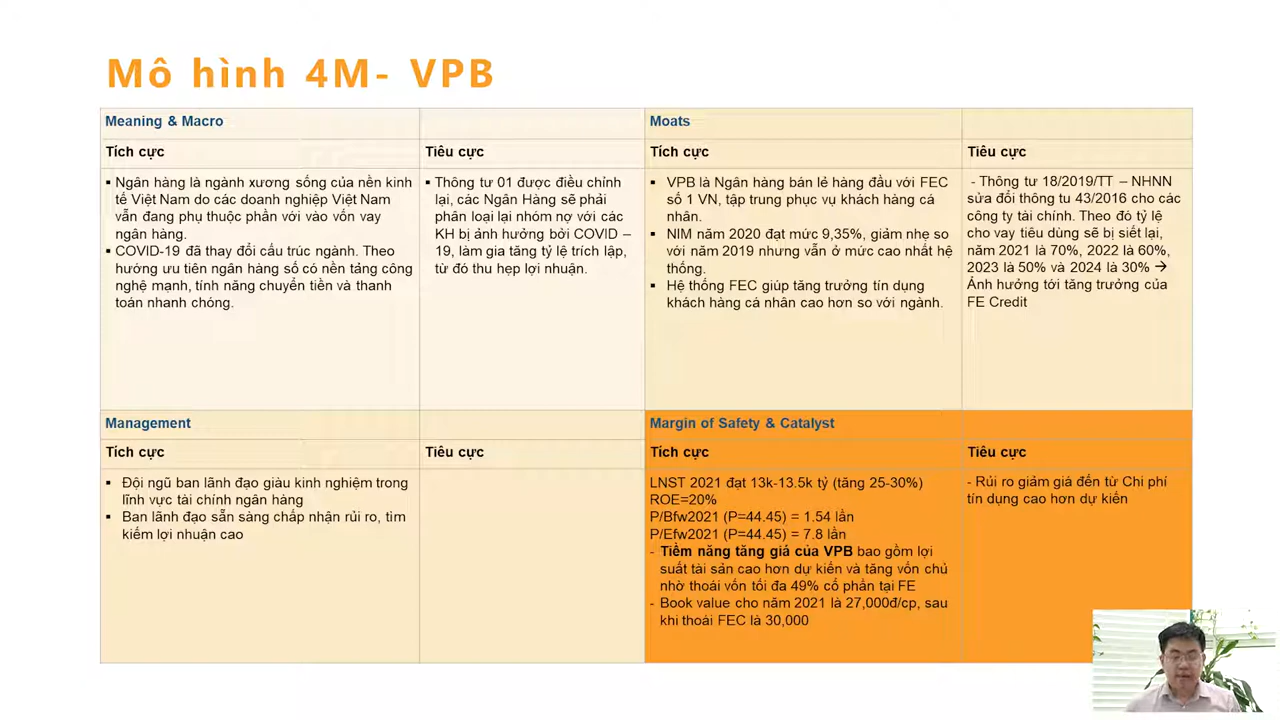 Mô hình 4M- VPB
Meaning & Macro
Tích cực
Tiêu cực
▪ Ngân hàng là ngành xương sống của nền kinh
tế Việt Nam do các doanh nghiệp Việt Nam
vẫn đang phụ thuộc phần với vào vốn vay
ngân hàng.
▪ COVID-19 đã thay đổi cấu trúc ngành. Theo
hướng ưu tiên ngân hàng số có nền tảng công
nghệ mạnh, tính năng chuyển tiền và thanh
toán nhanh chóng.
▪ Thông tư 01 được điều chỉnh
lại, các Ngân Hàng sẽ phải
phân loại lại nhóm nợ với các
KH bị ảnh hưởng bởi COVID –
19, làm gia tăng tỷ lệ trích lập,
từ đó thu hẹp lợi nhuận.
Moats
Tích cực
Tiêu cực
▪ VPB là Ngân hàng bán lẻ hàng đầu với FEC
số 1 VN, tập trung phục vụ khách hàng cá
nhân.
▪ NIM năm 2020 đạt mức 9,35%, giảm nhẹ so
với năm 2019 nhưng vẫn ở mức cao nhất hệ
thống.
▪ Hệ thống FEC giúp tăng trưởng tín dụng
khách hàng cá nhân cao hơn so với ngành.
- Thông tư 18/2019/TT – NHNN
sửa đổi thông tu 43/2016 cho các
công ty tài chính. Theo đó tỷ lệ
cho vay tiêu dùng sẽ bị siết lại,
năm 2021 là 70%, 2022 là 60%,
2023 là 50% và 2024 là 30% →
Ảnh hưởng tới tăng trưởng của
FE Credit
Management
Tích cực
Tiêu cực
▪ Đội ngũ ban lãnh đạo giàu kinh nghiệm trong
lĩnh vực tài chính ngân hàng
▪ Ban lãnh đạo sẵn sàng chấp nhận rủi ro, tìm
kiếm lợi nhuận cao
Margin of Safety & Catalyst
Tích cực
Tiêu cực
LNST 2021 đạt 13k-13.5k tỷ (tăng 25-30%)
ROE=20%
P/Bfw2021 (P=44.45) = 1.54 lần
P/Efw2021 (P=44.45) = 7.8 lần
- Tiềm năng tăng giá của VPB bao gồm lợi
suất tài sản cao hơn dự kiến và tăng vốn chủ
nhờ thoái vốn tối đa 49% cổ phần tại FE
- Book value cho năm 2021 là 27,000đ/cp, sau
khi thoái FEC là 30,000
- Rủi ro giảm giá đến từ Chi phí
tín dụng cao hơn dự kiến